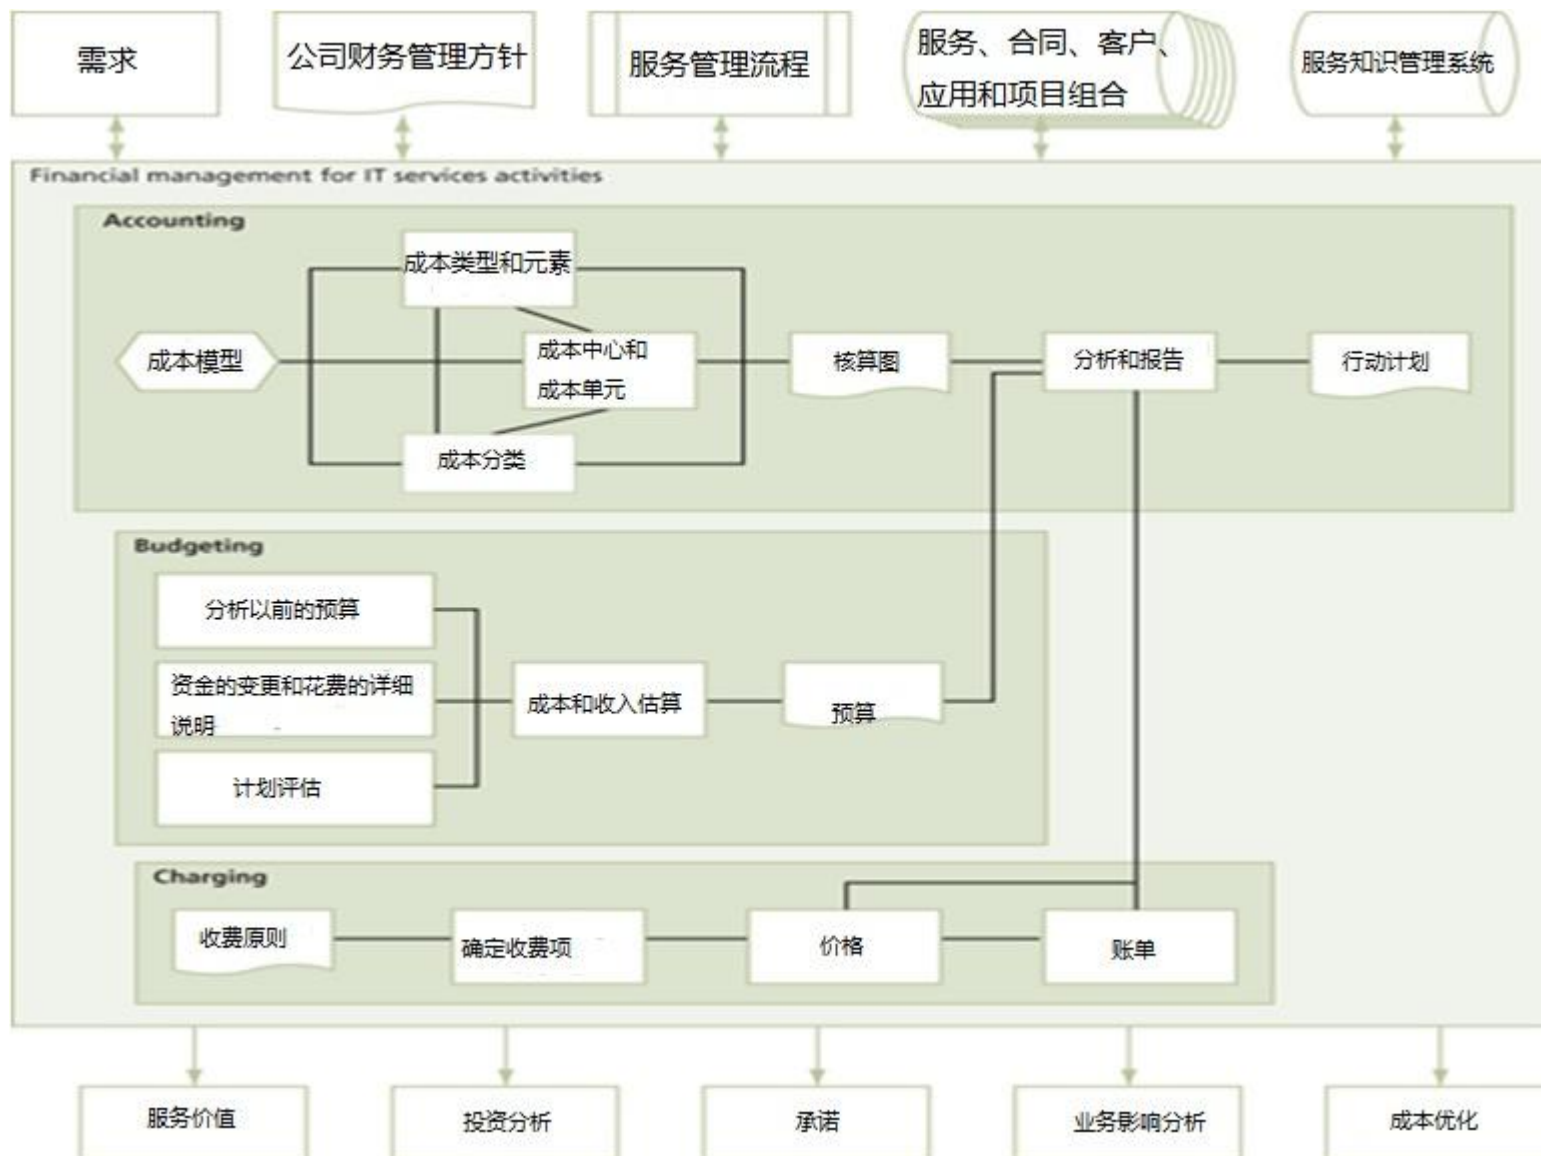 需求
公司财务管理方针
服务管理流程
服务、合同、客户、
应用和项目组合
服务知识管理系统
Financial management for IT services activities
Accounting
成本类型和元素
成本模型
成本中心和
成本单元
核算图
分析和报告
行动计划
成本分类
Budgeting
分析以前的预算
资金的变更和花费的详细
说明
成本和收入估算
预算
计划评估
Charging
收费原则
确定收费项
价格
账单
服务价值
投资分析
承诺
业务影响分析
成本优化